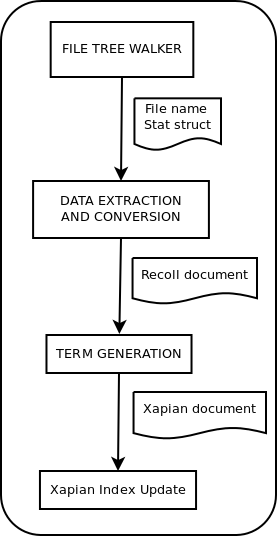 FILE TREE WALKER
File name
Stat struct
DATA EXTRACTION
AND CONVERSION
Recoll document
TERM GENERATION
Xapian document
Xapian Index Update